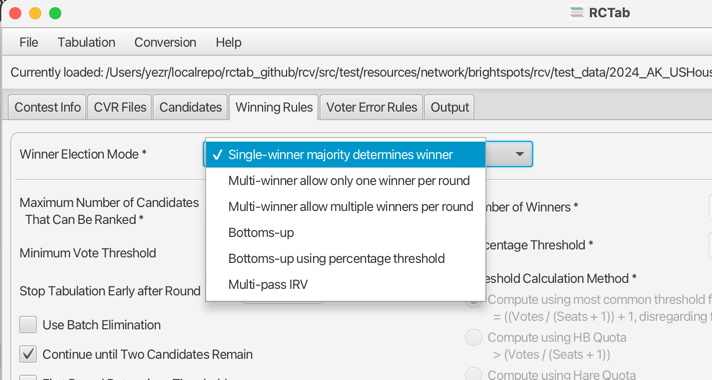 RCTab
File Tabulation Conversion Help
Currently loaded: /Users/yezr/localrepo/rctab_github/rcv/src/test/resources/network/brightspots/rcv/test_data/2024_AK_USHou
Contest Info CVR Files Candidates Winning Rules Voter Error Rules Output
Winner Election Mode *
Single-winner majority determines winner
Multi-winner allow only one winner per round
Multi-winner allow multiple winners per round
Bottoms-up
Bottoms-up using percentage threshold
Multi-pass IRV
Maximum Number of Candidates
That Can Be Ranked *
Minimum Vote Threshold
Stop Tabulation Early after Round
Use Batch Elimination
Continue until Two Candidates Remain
of Winners *
Threshold *
Calculation Method *
Compute using most common threshold
= ((Votes / (Seats + 1)) + 1, disregarding
Compute using HB Quota
> (Votes / (Seats + 1))
Compute using Hare Quota